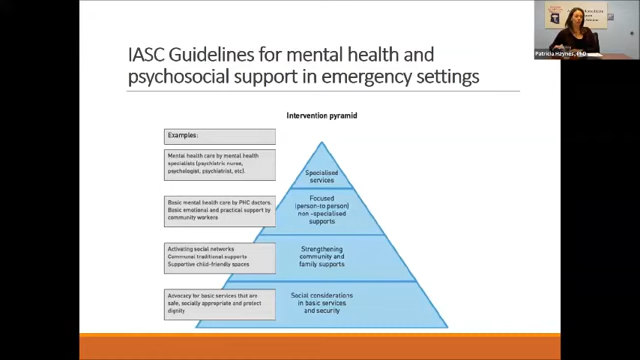 IASC Guidelines for mental health and
psychosocial support in emergency settings
Intervention pyramid
Examples:
Mental health care by mental health
specialists (psychiatric nurse,
psychologist, psychiatrist, etc).
Specialised
services
Basic mental health care by PHC doctors.
Basic emotional and practical support by
community workers
Focused
(person-to person)
non -specialised
supports
Activating social networks
Communal traditional supports
Supportive child-friendly spaces
Strengthening
community and
family supports
Advocacy for basic services that are
safe, socially appropriate and protect
dignity
Social considerations
in basic services
and security
Patricia Haynes, PhD